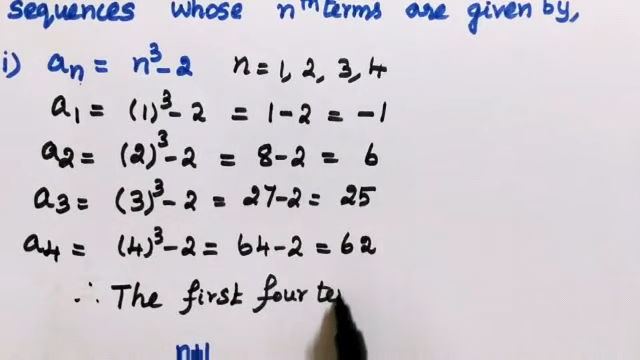 sequences whose nᵗʰ terms are given by,
i) aₙ = n³-2 n = 1, 2, 3, 4
a₁ = (1)³-2 = 1-2 = -1
a₂ = (2)³-2 = 8-2 = 6
a₃ = (3)³-2 = 27-2 = 25
a₄ = (4)³-2 = 64-2 = 62
∴ The first four te
n+1